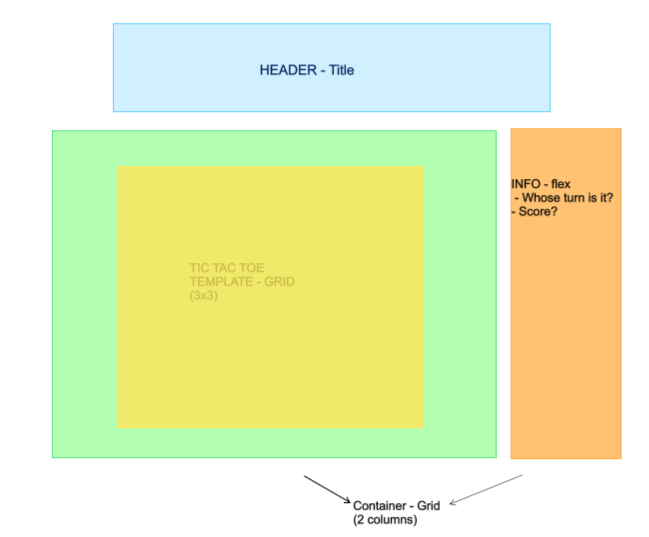 HEADER - Title
INFO - flex
- Whose turn is it?
- Score?
TIC TAC TOE
TEMPLATE - GRID
(3x3)
Container - Grid
(2 columns)